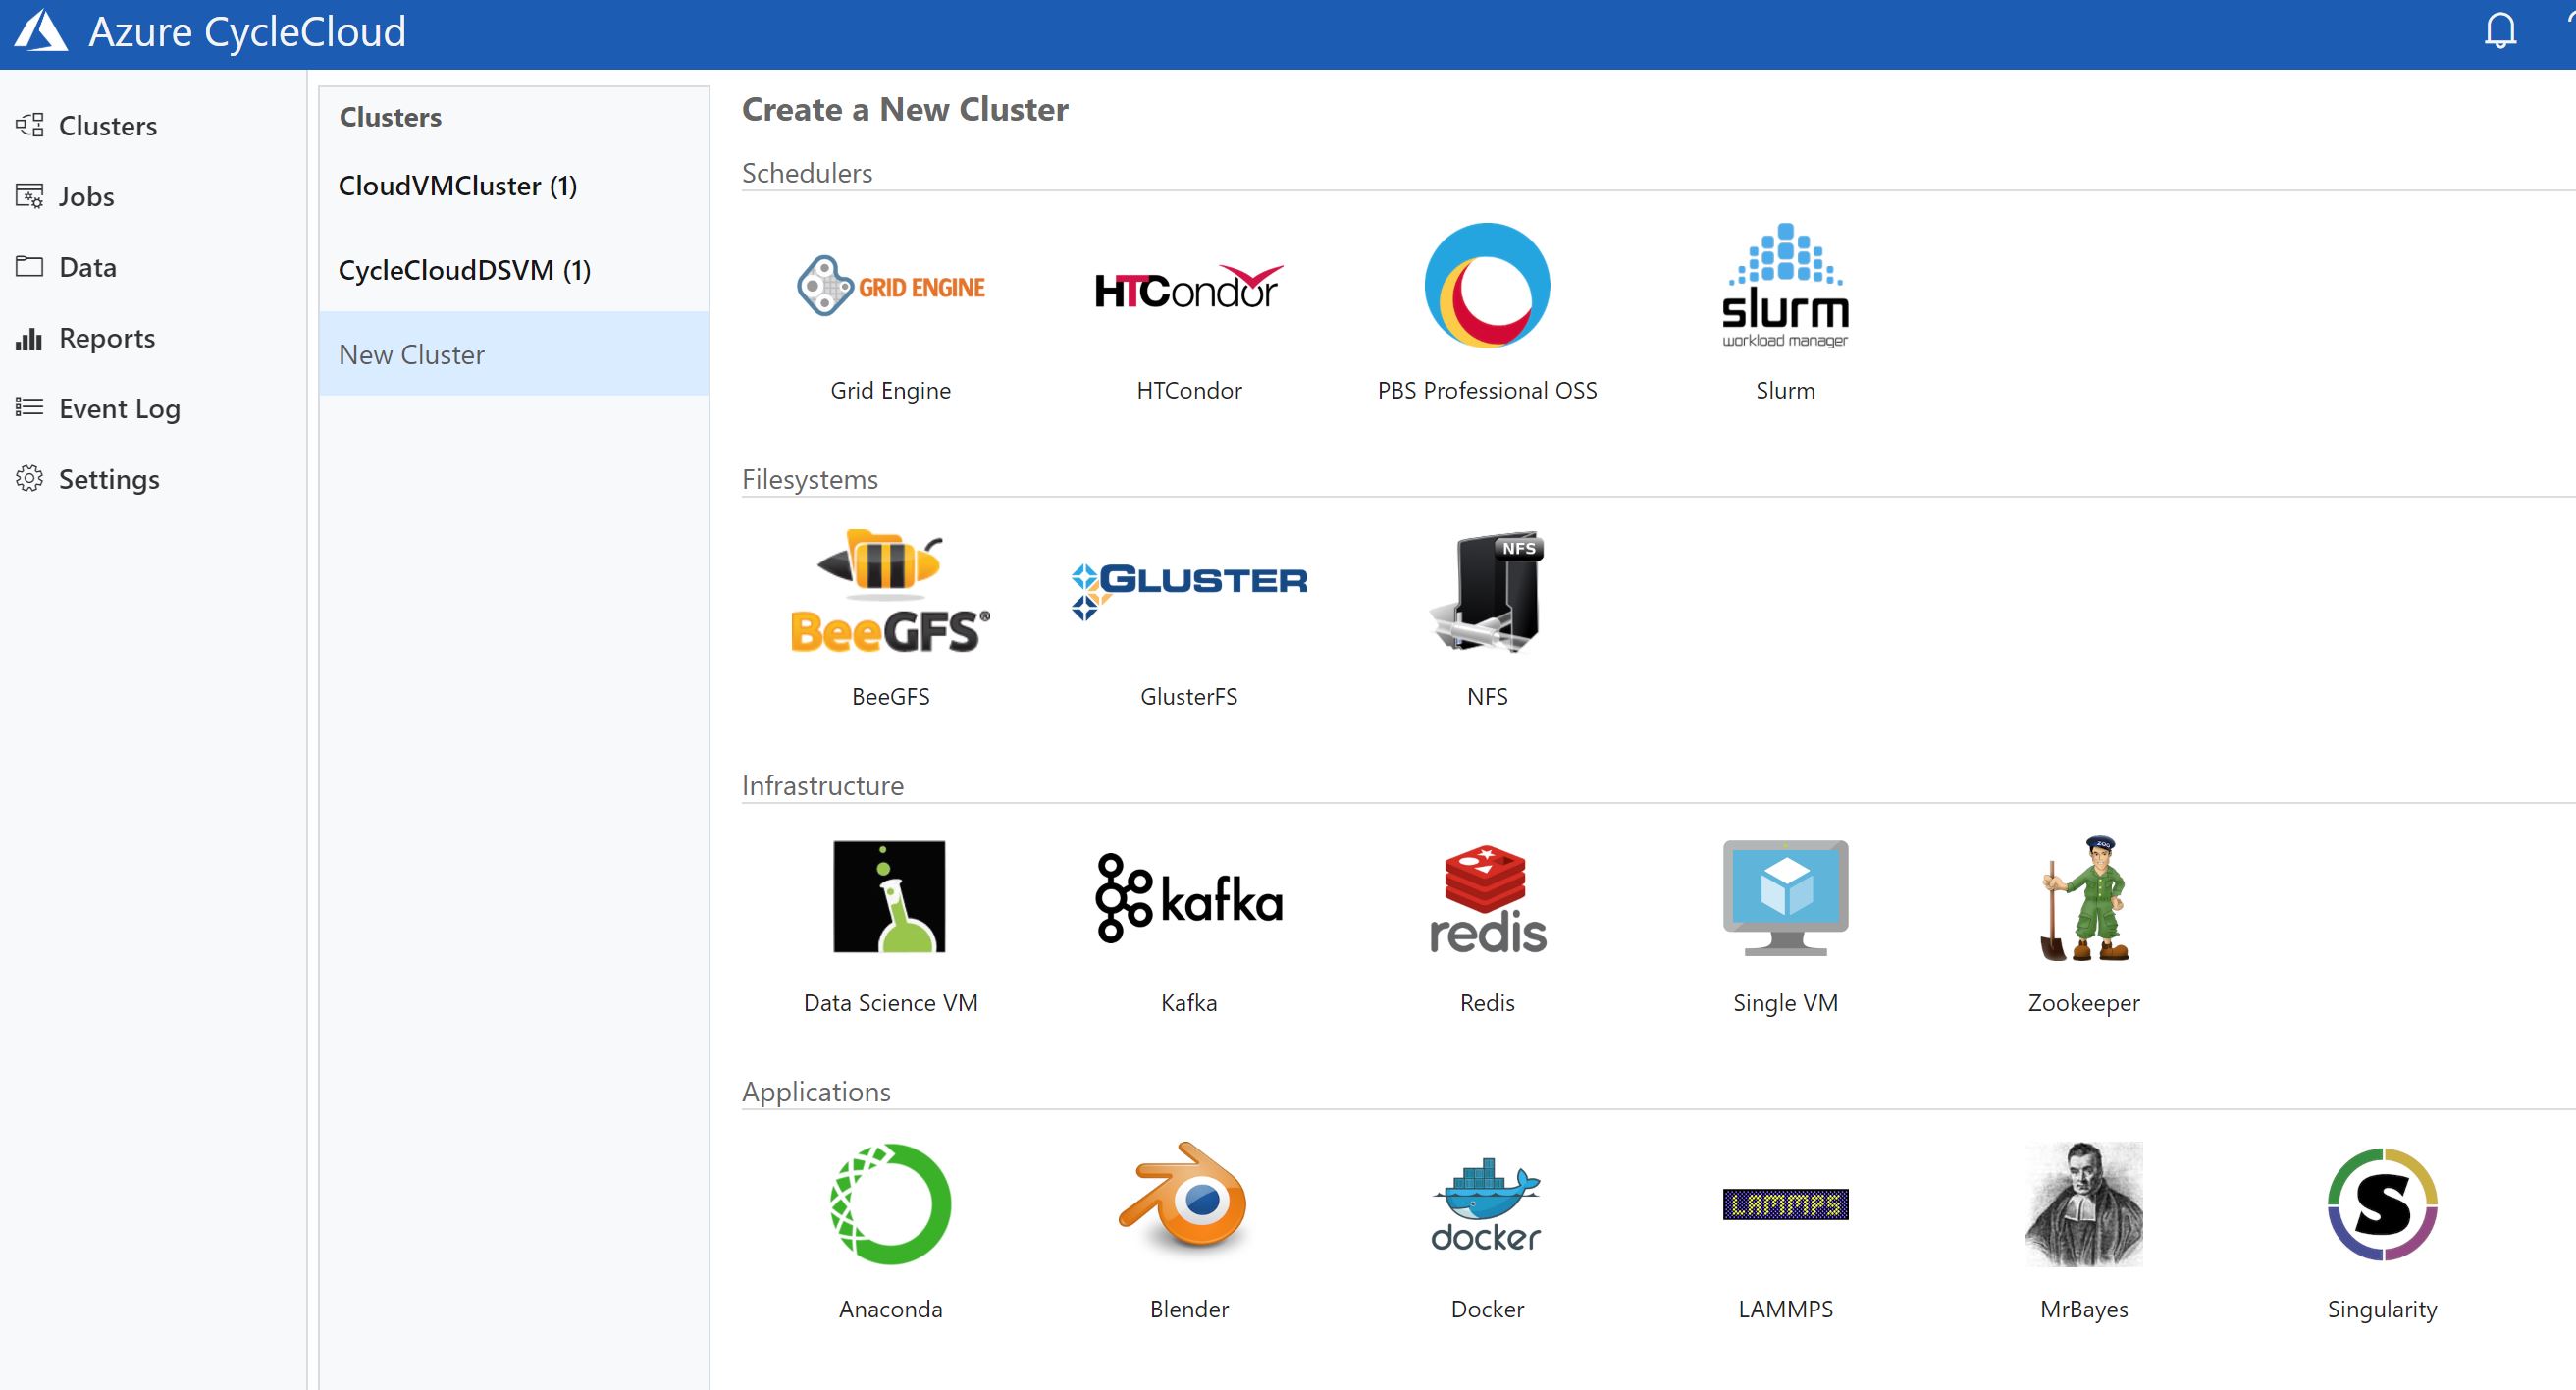 Azure CycleCloud
Clusters
Jobs
Data
Reports
Event Log
Settings
Clusters
CloudVMCluster (1)
CycleCloudDSVM (1)
New Cluster
Create a New Cluster
Schedulers
GRID ENGINE
HTCondor
slurm
workload manager
Grid Engine
HTCondor
PBS Professional OSS
Slurm
Filesystems
BeeGFS®
GLUSTER
NFS
BeeGFS
GlusterFS
NFS
Infrastructure
kafka
redis
ZOO
Data Science VM
Kafka
Redis
Single VM
Zookeeper
Applications
docker
LAMMPS
S
Anaconda
Blender
Docker
LAMMPS
MrBayes
Singularity